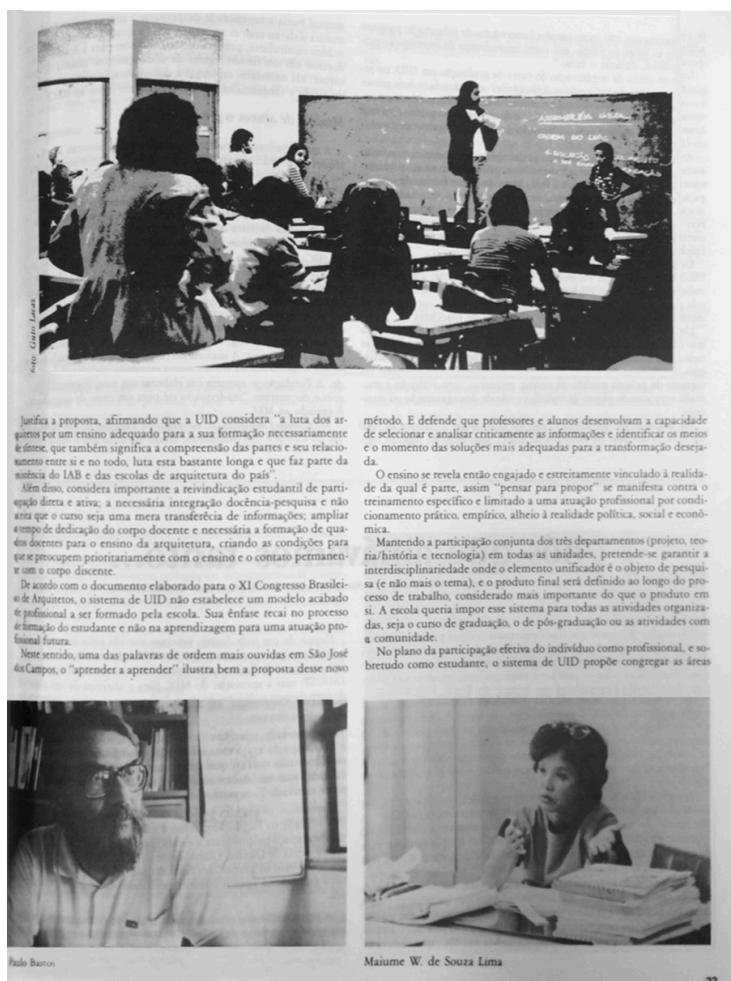 ASSEMBLÉIA GERAL
ORDEM DO DIA
foto: Guto Lacaz
Justifica a proposta, afirmando que a UID considera "a luta dos ar-
quitetos por um ensino adequado para a sua formação necessariamente
de síntese, que também significa a compreensão das partes e seu relacio-
namento entre si e no todo, luta esta bastante longa e que faz parte da
existência do IAB e das escolas de arquitetura do país".
Além disso, considera importante a reivindicação estudantil de parti-
cipação direta e ativa; a necessária integração docência-pesquisa e não
aceita que o curso seja uma mera transferêcia de informações; ampliar
o tempo de dedicação do corpo docente e necessária a formação de qua-
dros docentes para o ensino da arquitetura, criando as condições para
que se preocupem prioritariamente com o ensino e o contato permanen-
te com o corpo discente.
De acordo com o documento elaborado para o XI Congresso Brasilei-
ro de Arquitetos, o sistema de UID não estabelece um modelo acabado
de profissional a ser formado pela escola. Sua ênfase recai no processo
de formação do estudante e não na aprendizagem para uma atuação pro-
fissional futura.
Neste sentido, uma das palavras de ordem mais ouvidas em São José
dos Campos, o "aprender a aprender" ilustra bem a proposta desse novo
método. E defende que professores e alunos desenvolvam a capacidade
de selecionar e analisar criticamente as informações e identificar os meios
e o momento das soluções mais adequadas para a transformação deseja-
da.
O ensino se revela então engajado e estreitamente vinculado à realida-
de da qual é parte, assim "pensar para propor" se manifesta contra o
treinamento específico e limitado a uma atuação profissional por condi-
cionamento prático, empírico, alheio à realidade política, social e econô-
mica.
Mantendo a participação conjunta dos três departamentos (projeto, teo-
ria/história e tecnologia) em todas as unidades, pretende-se garantir a
interdisciplinariedade onde o elemento unificador é o objeto de pesqui-
sa (e não mais o tema), e o produto final será definido ao longo do pro-
cesso de trabalho, considerado mais importante do que o produto em
si. A escola queria impor esse sistema para todas as atividades organiza-
das, seja o curso de graduação, o de pós-graduação ou as atividades com
a comunidade.
No plano da participação efetiva do indivíduo como profissional, e so-
bretudo como estudante, o sistema de UID propõe congregar as áreas
Paulo Bastos
Maiume W. de Souza Lima